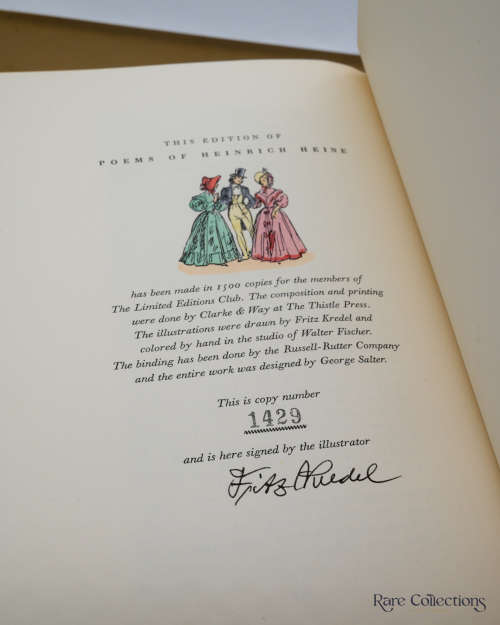 THIS EDITION OF
POEMS OF HEINRICH HEINE
has been made in 1500 copies for the members of
The Limited Editions Club. The composition and printing
were done by Clarke & Way at The Thistle Press.
The illustrations were drawn by Fritz Kredel and
colored by hand in the studio of Walter Fischer.
The binding has been done by the Russell-Rutter Company
and the entire work was designed by George Salter.
This is copy number
1429
and is here signed by the illustrator
Fritz Kredel
Rare Collections